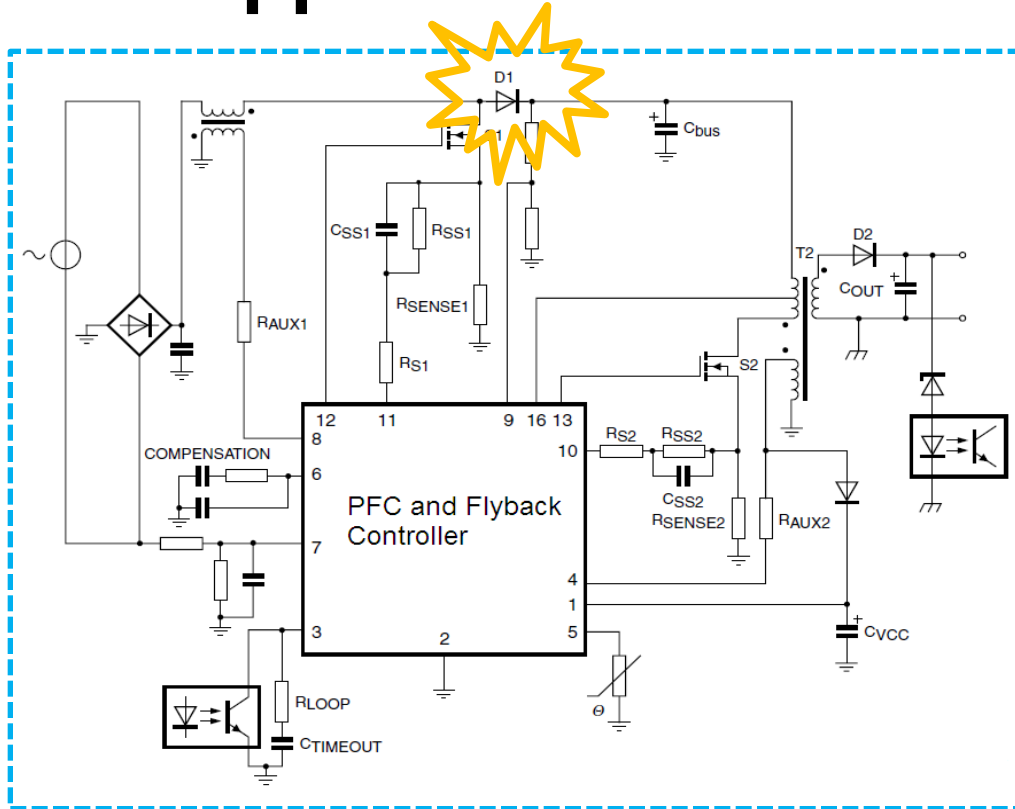 D1
S1
Cbus
CSS1
RSS1
D2
T2
COUT
RSENSE1
RAUX1
S2
RS1
12
11
9
16
13
8
10
RS2
RSS2
COMPENSATION
6
CSS2
PFC and Flyback
Controller
RSENSE2
RAUX2
7
4
1
3
2
5
CVCC
RLOOP
Θ
CTIMEOUT